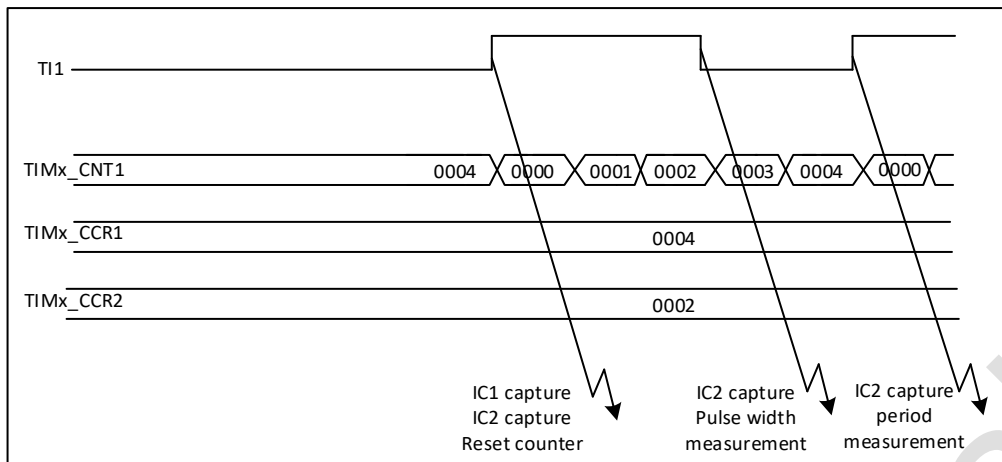 TI1
TIMx_CNT1
0004 0000 0001 0002 0003 0004 0000
TIMx_CCR1
0004
TIMx_CCR2
0002
IC1 capture
IC2 capture
Reset counter
IC2 capture
Pulse width
measurement
IC2 capture
period
measurement